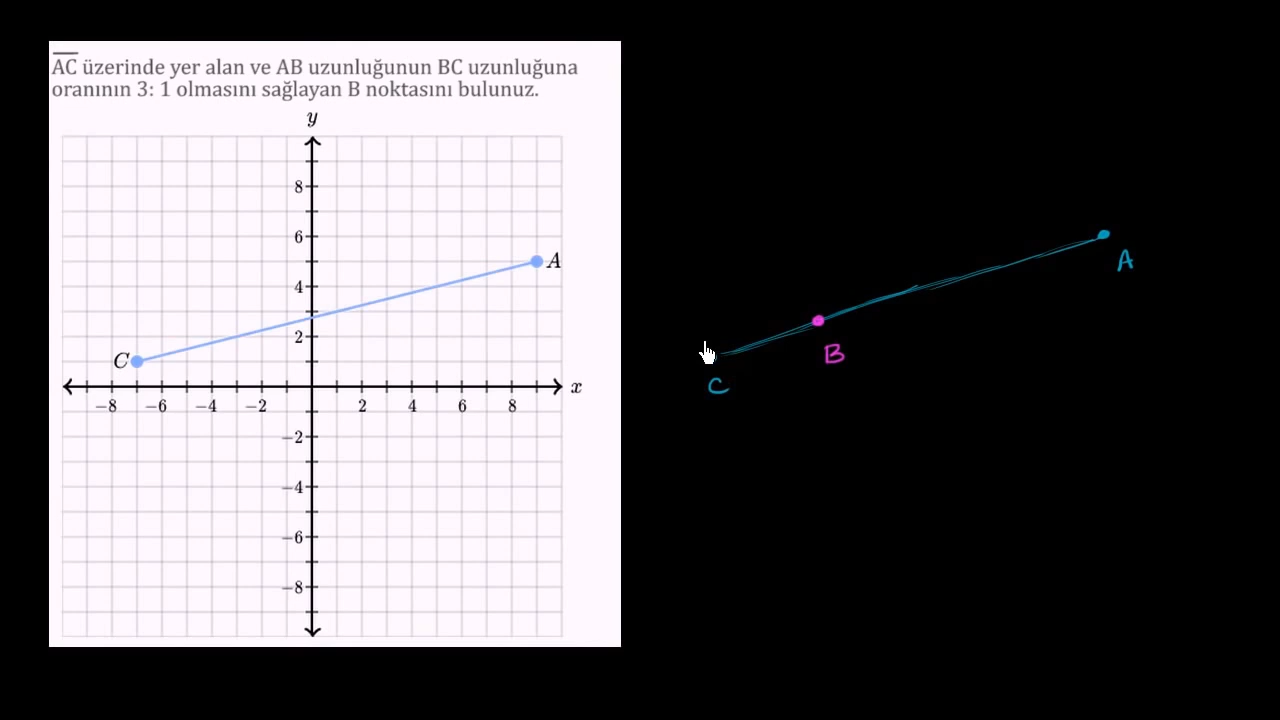 AC üzerinde yer alan ve AB uzunluğunun BC uzunluğuna
oranının 3: 1 olmasını sağlayan B noktasını bulunuz.
y
8
6
A
4
2
C
x
−8 −6 −4 −2 2 4 6 8
−2
−4
−6
−8
A
B
C